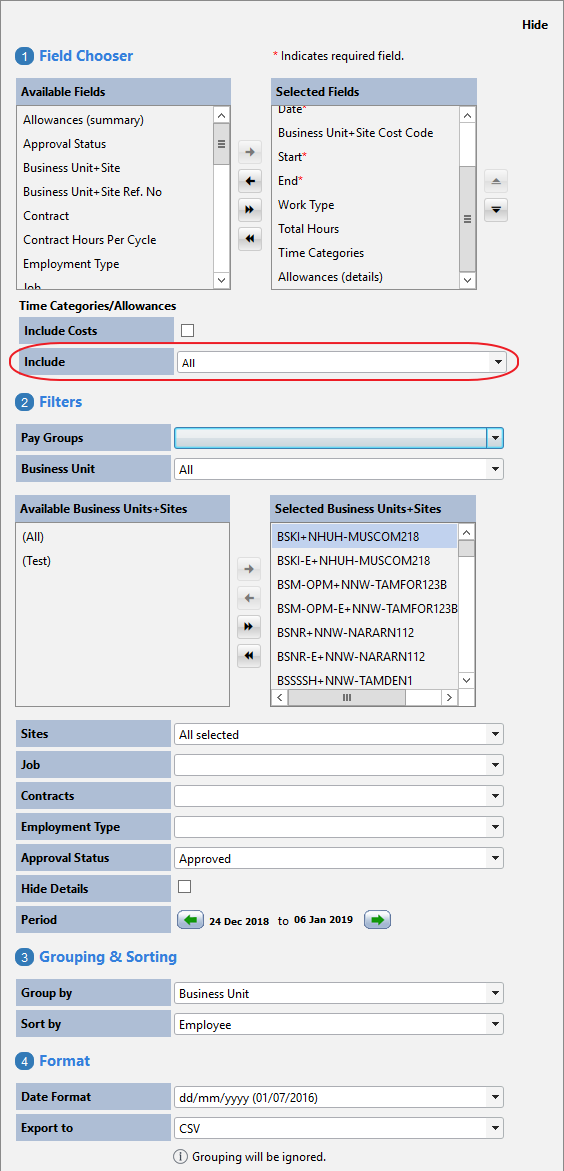 Hide
1 Field Chooser
* Indicates required field.
Available Fields
Allowances (summary)
Approval Status
Business Unit+Site
Business Unit+Site Ref. No
Contract
Contract Hours Per Cycle
Employment Type
Job
Selected Fields
Date*
Business Unit+Site Cost Code
Start*
End*
Work Type
Total Hours
Time Categories
Allowances (details)
Time Categories/Allowances
Include Costs
Include All
2 Filters
Pay Groups
Business Unit All
Available Business Units+Sites
(All)
(Test)
Selected Business Units+Sites
BSKI+NHUH-MUSCOM218
BSKI-E+NHUH-MUSCOM218
BSM-OPM+NNW-TAMFOR123B
BSM-OPM-E+NNW-TAMFOR123B
BSNR+NNW-NARARN112
BSNR-E+NNW-NARARN112
BSSSSH+NNW-TAMDEN1
Sites All selected
Job
Contracts
Employment Type
Approval Status Approved
Hide Details
Period 24 Dec 2018 to 06 Jan 2019
3 Grouping & Sorting
Group by Business Unit
Sort by Employee
4 Format
Date Format dd/mm/yyyy (01/07/2016)
Export to CSV
Grouping will be ignored.